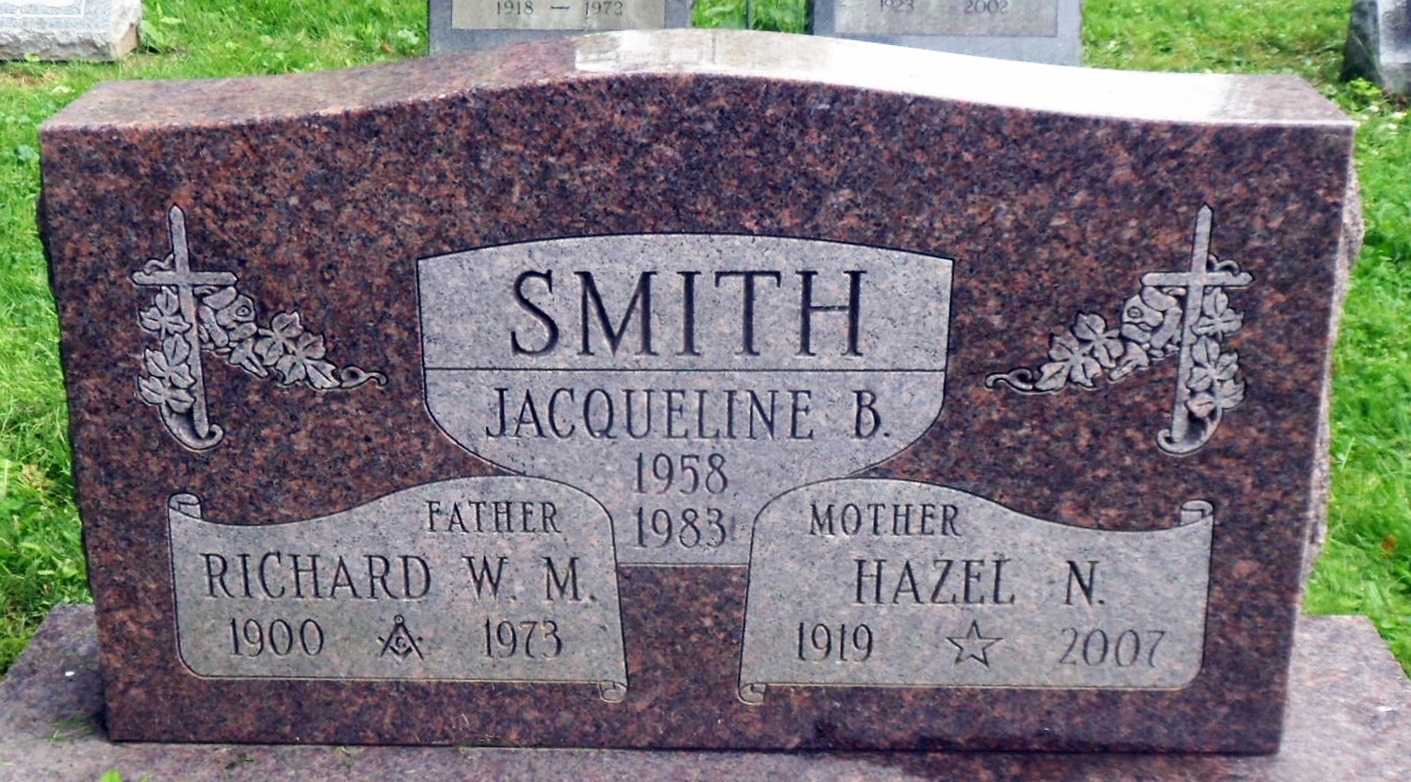 1918 — 1972
1923 2002
SMITH
JACQUELINE B.
1958
1983
FATHER
RICHARD W. M.
1900 G 1973
MOTHER
HAZEL N.
1919 2007